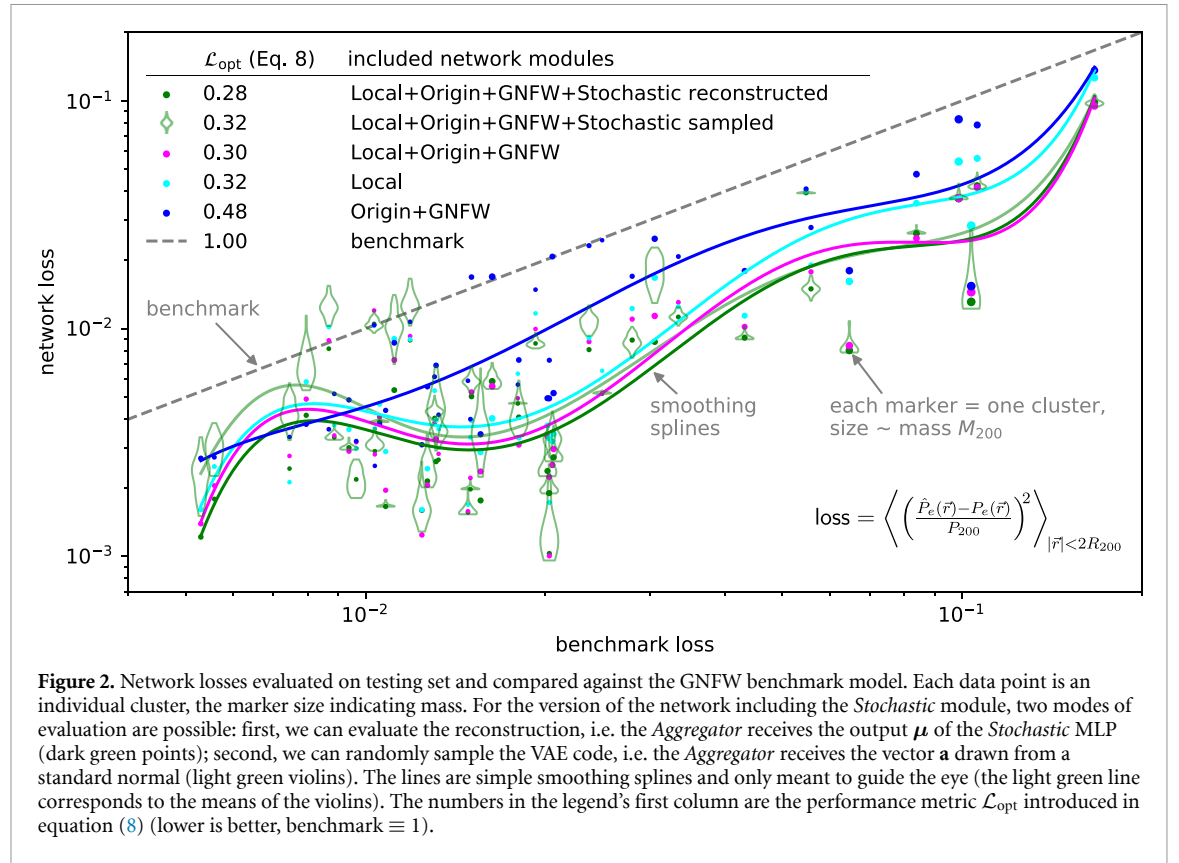 𝓛opt (Eq. 8) included network modules
0.28 Local+Origin+GNFW+Stochastic reconstructed
0.32 Local+Origin+GNFW+Stochastic sampled
0.30 Local+Origin+GNFW
0.32 Local
0.48 Origin+GNFW
1.00 benchmark
benchmark
smoothing
splines
each marker = one cluster,
size ~ mass M₂₀₀
loss = ⟨((P̂ₑ(r⃗)−Pₑ(r⃗))/P₂₀₀)²⟩|r⃗|<2R₂₀₀
network loss
10⁻¹
10⁻²
10⁻³
10⁻² 10⁻¹
benchmark loss
Figure 2. Network losses evaluated on testing set and compared against the GNFW benchmark model. Each data point is an
individual cluster, the marker size indicating mass. For the version of the network including the Stochastic module, two modes of
evaluation are possible: first, we can evaluate the reconstruction, i.e. the Aggregator receives the output μ of the Stochastic MLP
(dark green points); second, we can randomly sample the VAE code, i.e. the Aggregator receives the vector a drawn from a
standard normal (light green violins). The lines are simple smoothing splines and only meant to guide the eye (the light green line
corresponds to the means of the violins). The numbers in the legend's first column are the performance metric 𝓛opt introduced in
equation (8) (lower is better, benchmark ≡ 1).